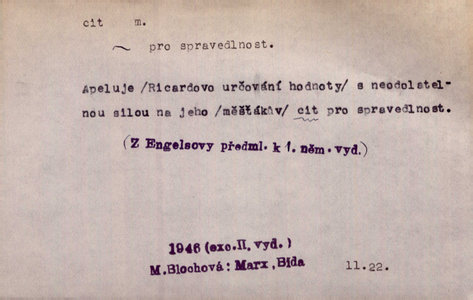 cit m.
~ pro spravedlnost.
Apeluje /Ricardovo určování hodnoty/ s neodolatel-
nou silou na jeho /měšťákův/ cit pro spravedlnost.
(Z Engelsovy předml. k 1. něm. vyd.)
1946 (exc.II, vyd.)
M.Blochová: Marx, Bída 11.22.